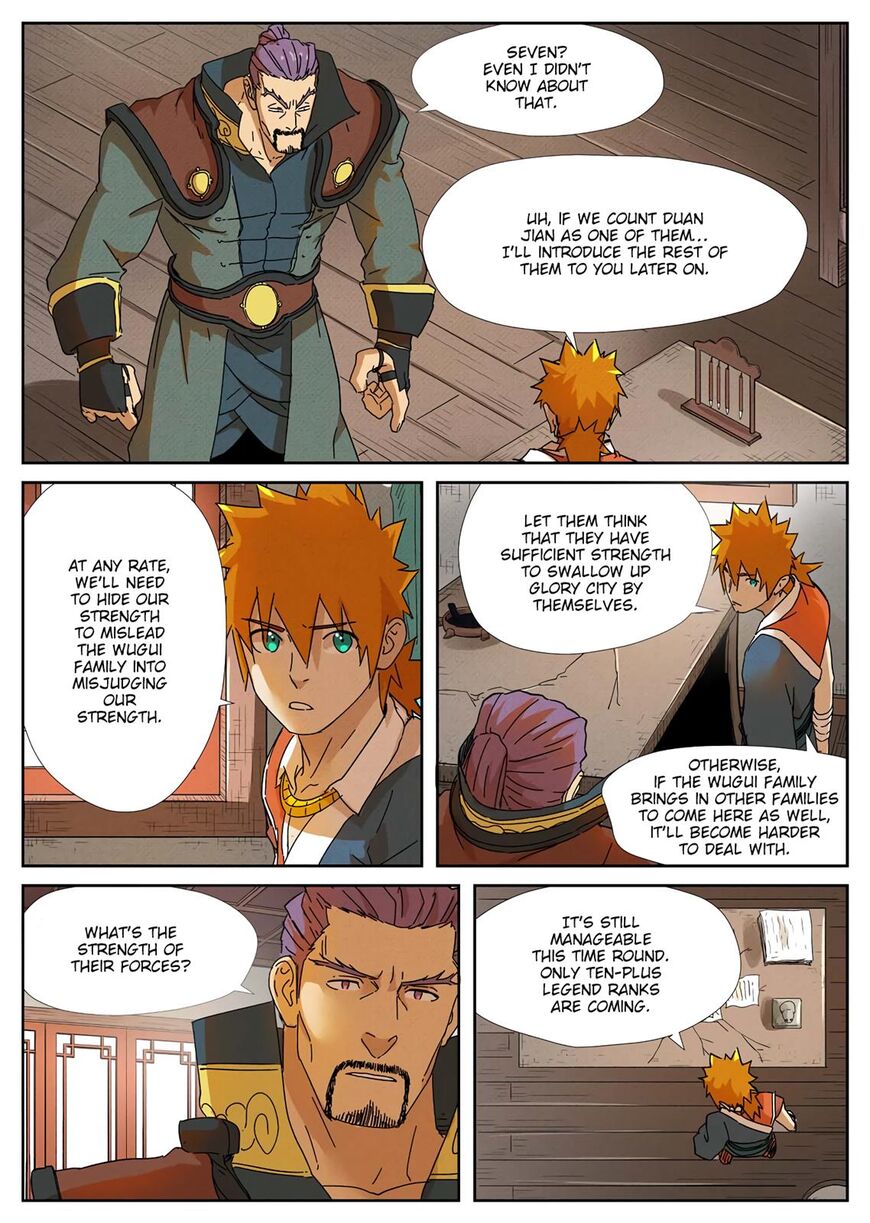 SEVEN?
EVEN I DIDN'T
KNOW ABOUT
THAT.
UH, IF WE COUNT DUAN
JIAN AS ONE OF THEM...
I'LL INTRODUCE THE REST OF
THEM TO YOU LATER ON.
AT ANY RATE,
WE'LL NEED
TO HIDE OUR
STRENGTH
TO MISLEAD
THE WUGUI
FAMILY INTO
MISJUDGING
OUR
STRENGTH.
LET THEM THINK
THAT THEY HAVE
SUFFICIENT STRENGTH
TO SWALLOW UP
GLORY CITY BY
THEMSELVES.
OTHERWISE,
IF THE WUGUI FAMILY
BRINGS IN OTHER FAMILIES
TO COME HERE AS WELL,
IT'LL BECOME HARDER
TO DEAL WITH.
WHAT'S THE
STRENGTH OF
THEIR FORCES?
IT'S STILL
MANAGEABLE
THIS TIME ROUND.
ONLY TEN-PLUS
LEGEND RANKS
ARE COMING.